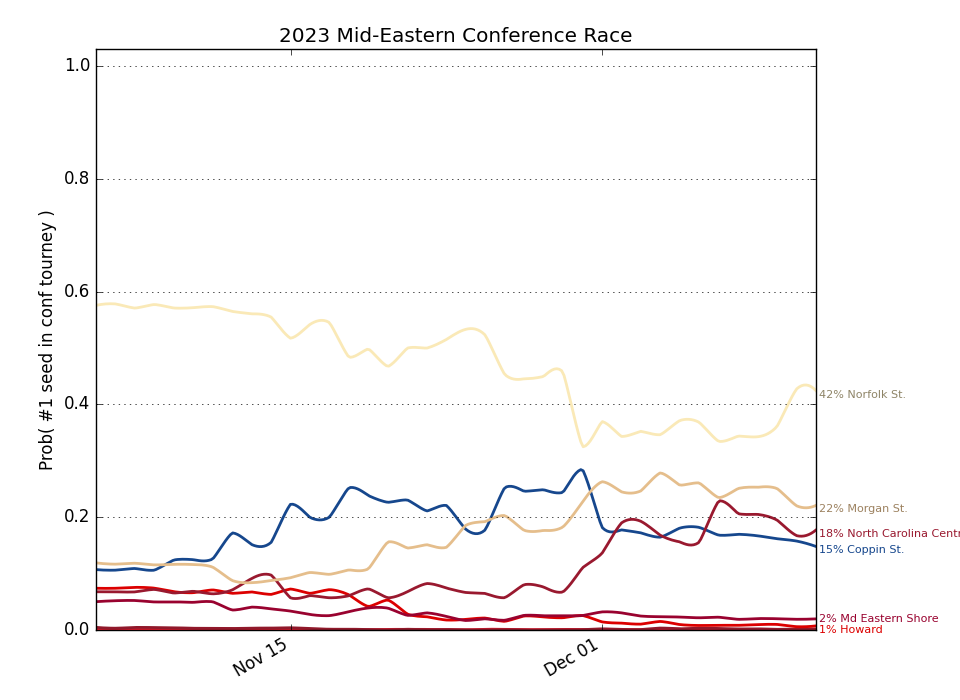 2023 Mid-Eastern Conference Race
1.0
0.8
0.6
0.4
0.2
0.0
Prob( #1 seed in conf tourney )
Nov 15
Dec 01
42% Norfolk St.
22% Morgan St.
18% North Carolina Centr
15% Coppin St.
2% Md Eastern Shore
1% Howard